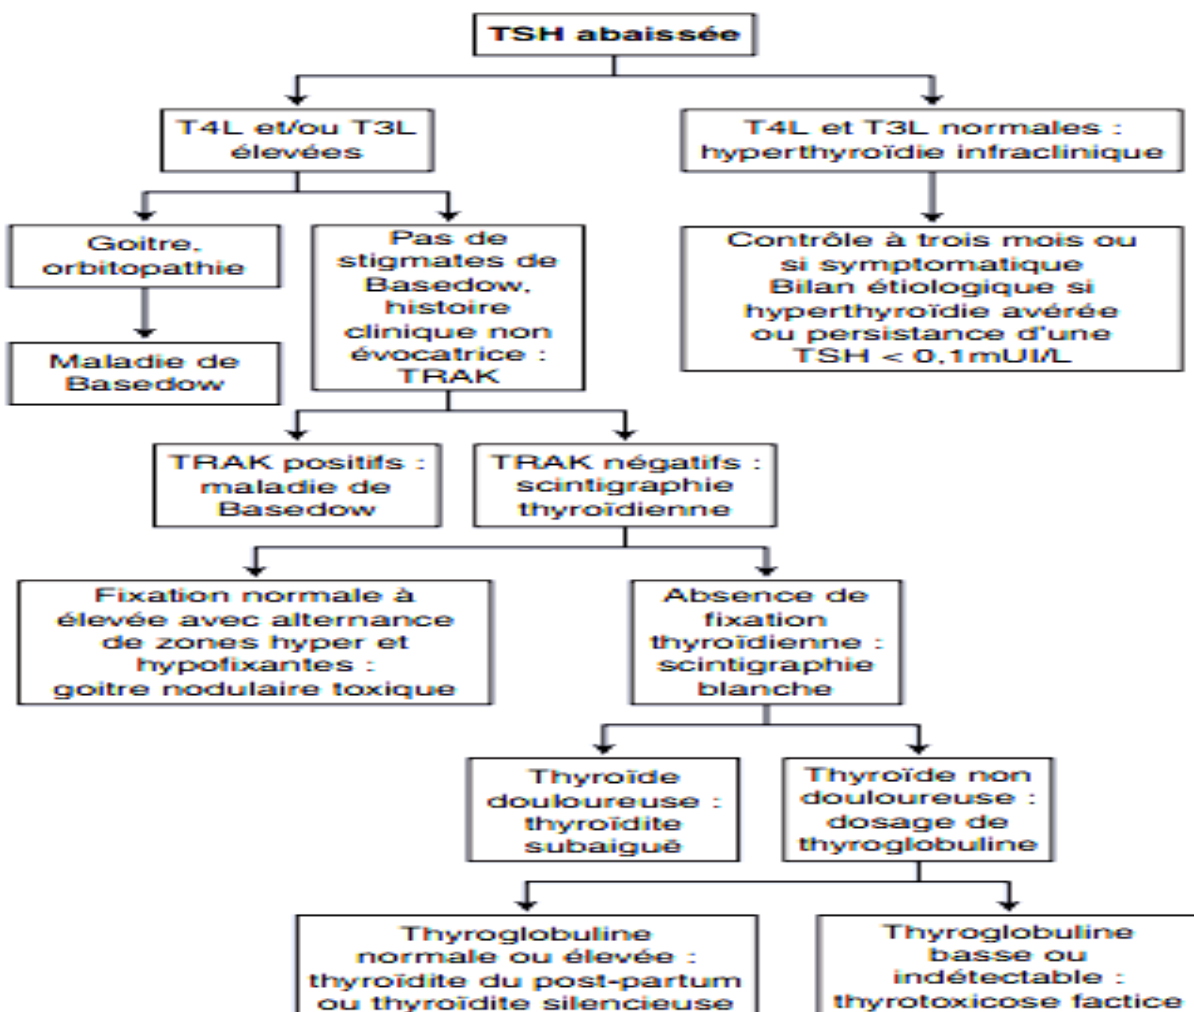 TSH abaissée
T4L et/ou T3L
élevées
T4L et T3L normales :
hyperthyroïdie infraclinique
Goitre,
orbitopathie
Pas de
stigmates de
Basedow,
histoire
clinique non
évocatrice :
TRAK
Contrôle à trois mois ou
si symptomatique
Bilan étiologique si
hyperthyroïdie avérée
ou persistance d'une
TSH < 0,1mUI/L
Maladie de
Basedow
TRAK positifs :
maladie de
Basedow
TRAK négatifs :
scintigraphie
thyroïdienne
Fixation normale à
élevée avec alternance
de zones hyper et
hypofixantes :
goitre nodulaire toxique
Absence de
fixation
thyroïdienne :
scintigraphie
blanche
Thyroïde
douloureuse :
thyroïdite
subaiguë
Thyroïde non
douloureuse :
dosage de
thyroglobuline
Thyroglobuline
normale ou élevée :
thyroïdite du post-partum
ou thyroïdite silencieuse
Thyroglobuline
basse ou
indétectable :
thyrotoxicose factice